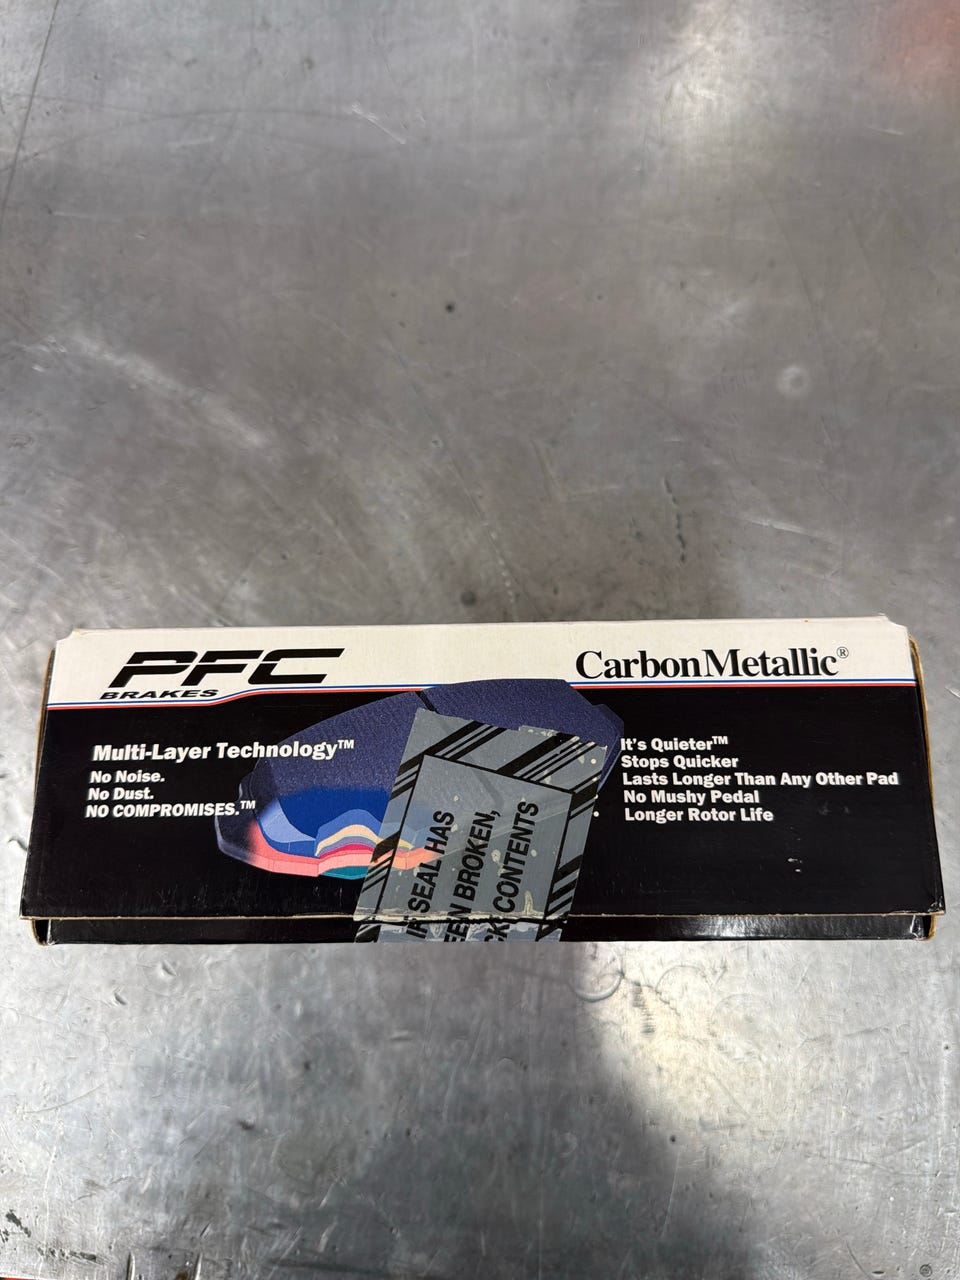 PFC
BRAKES
CarbonMetallic®
Multi-Layer Technology™
No Noise.
No Dust.
NO COMPROMISES.™
It's Quieter™
Stops Quicker
Lasts Longer Than Any Other Pad
No Mushy Pedal
Longer Rotor Life
SEAL HAS
BROKEN,
CONTENTS